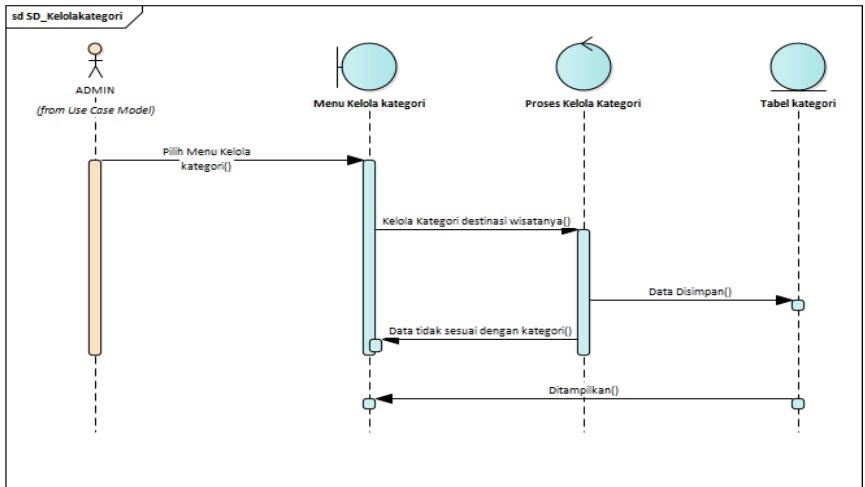 sd SD_Kelolakategori
ADMIN
(from Use Case Model)
Menu Kelola kategori
Proses Kelola Kategori
Tabel kategori
Pilih Menu Kelola
kategori()
Kelola Kategori destinasi wisatanya()
Data Disimpan()
Data tidak sesuai dengan kategori()
Ditampilkan()